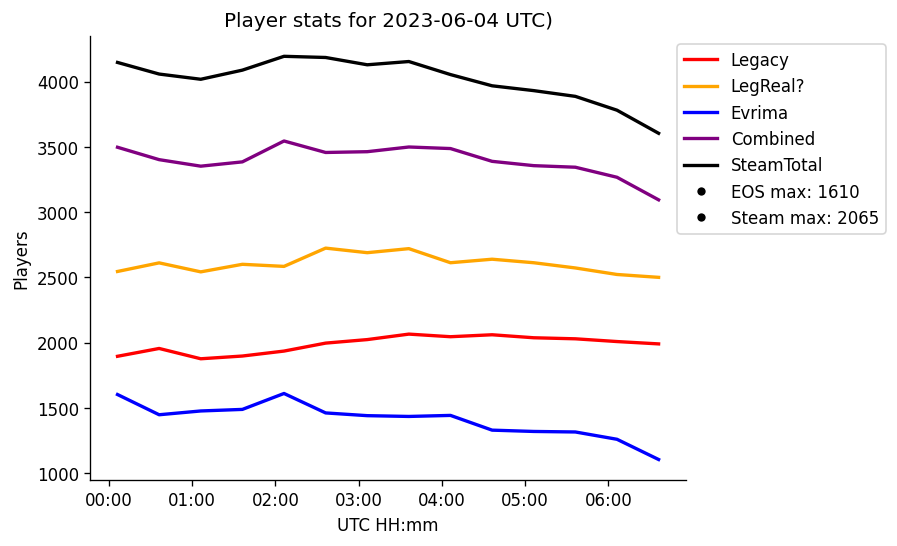 Player stats for 2023-06-04 UTC)
Players
4000
3500
3000
2500
2000
1500
1000
00:00 01:00 02:00 03:00 04:00 05:00 06:00
UTC HH:mm
Legacy
LegReal?
Evrima
Combined
SteamTotal
EOS max: 1610
Steam max: 2065